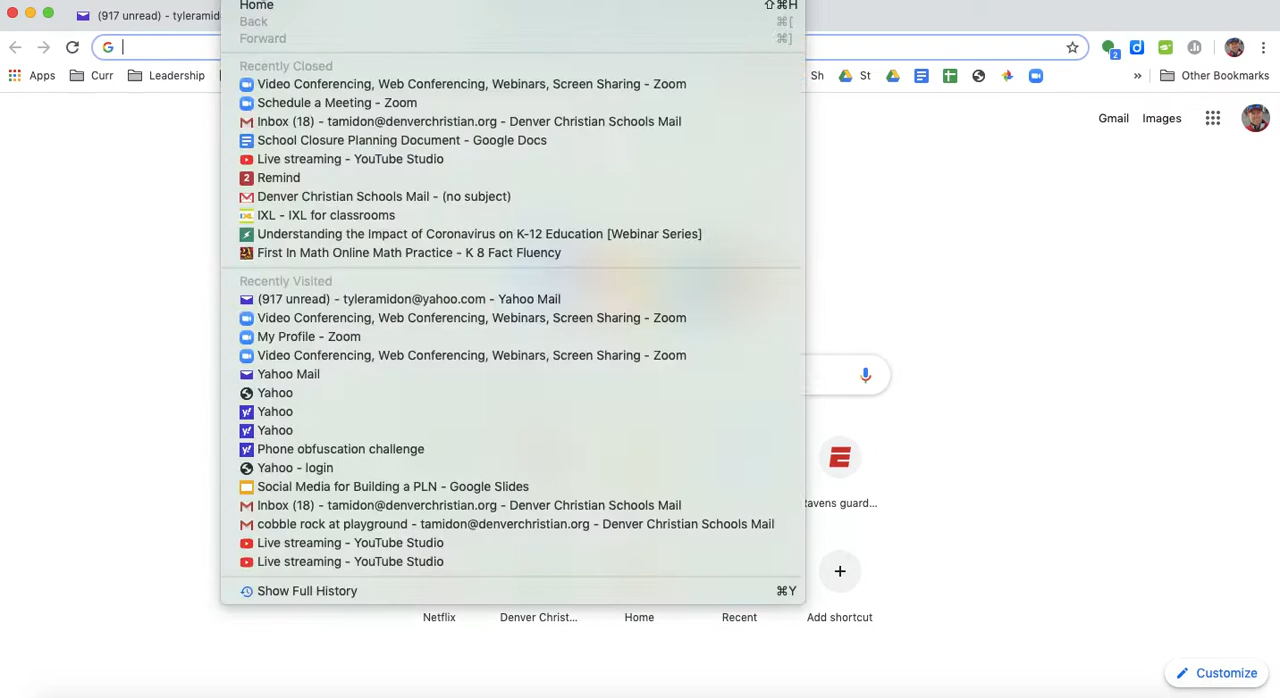 Home ⇧⌘H
(917 unread) - tyleramid
Back ⌘[
Forward ⌘]
Apps Curr Leadership Sh St » Other Bookmarks
Recently Closed
Video Conferencing, Web Conferencing, Webinars, Screen Sharing - Zoom
Schedule a Meeting - Zoom
Inbox (18) - tamidon@denverchristian.org - Denver Christian Schools Mail
School Closure Planning Document - Google Docs
Live streaming - YouTube Studio
Remind
Denver Christian Schools Mail - (no subject)
IXL - IXL for classrooms
Understanding the Impact of Coronavirus on K-12 Education [Webinar Series]
First In Math Online Math Practice - K 8 Fact Fluency
Gmail Images
Recently Visited
(917 unread) - tyleramidon@yahoo.com - Yahoo Mail
Video Conferencing, Web Conferencing, Webinars, Screen Sharing - Zoom
My Profile - Zoom
Video Conferencing, Web Conferencing, Webinars, Screen Sharing - Zoom
Yahoo Mail
Yahoo
Yahoo
Yahoo
Phone obfuscation challenge
Yahoo - login
Social Media for Building a PLN - Google Slides
Inbox (18) - tamidon@denverchristian.org - Denver Christian Schools Mail
cobble rock at playground - tamidon@denverchristian.org - Denver Christian Schools Mail
Live streaming - YouTube Studio
Live streaming - YouTube Studio
Show Full History ⌘Y
Ravens guard...
Netflix Denver Christ... Home Recent Add shortcut
Customize